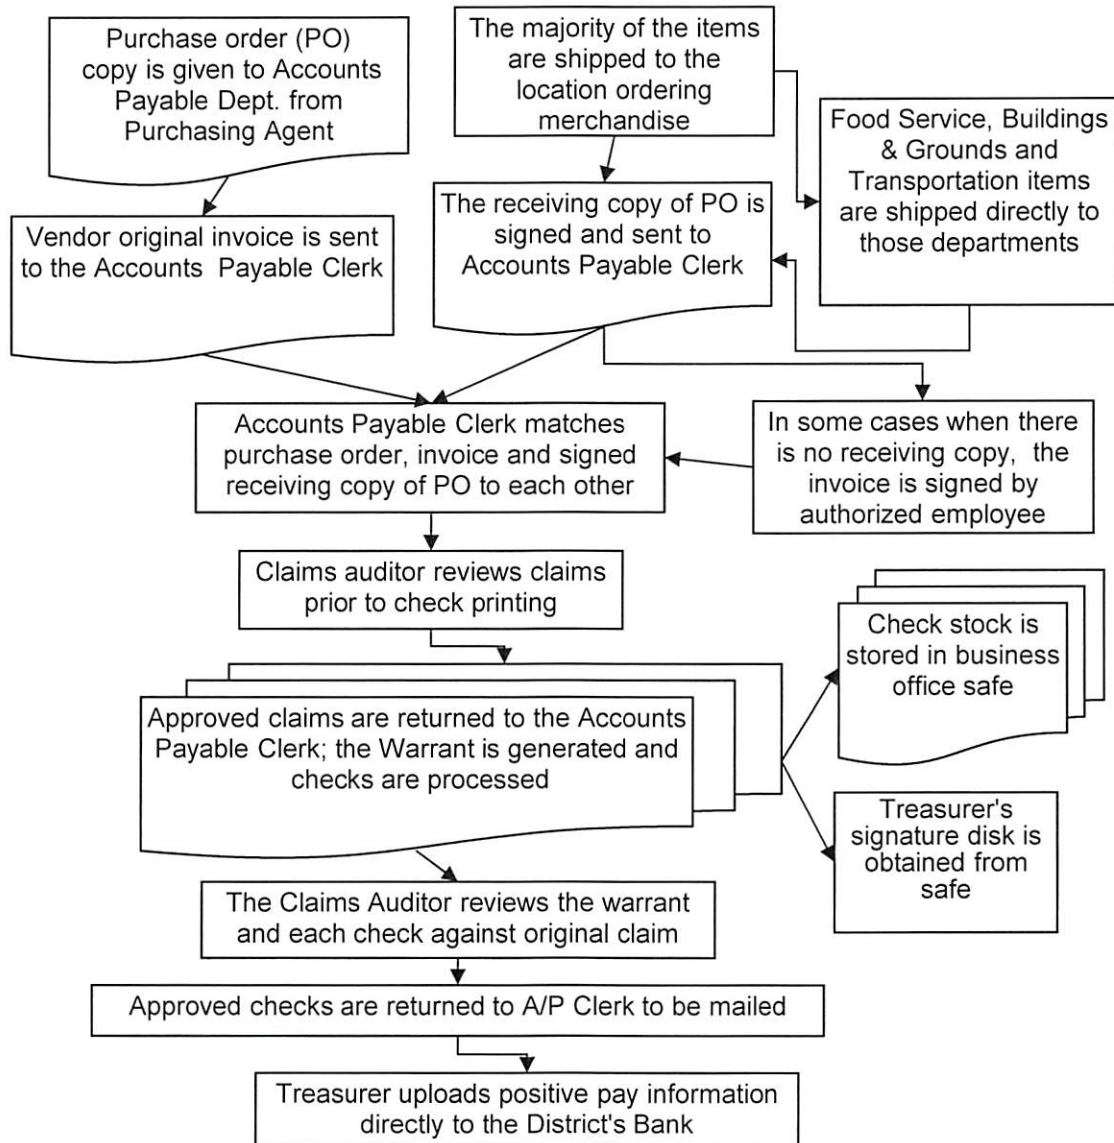 Purchase order (PO)
copy is given to Accounts
Payable Dept. from
Purchasing Agent
The majority of the items
are shipped to the
location ordering
merchandise
Food Service, Buildings
& Grounds and
Transportation items
are shipped directly to
those departments
Vendor original invoice is sent
to the Accounts Payable Clerk
The receiving copy of PO is
signed and sent to
Accounts Payable Clerk
Accounts Payable Clerk matches
purchase order, invoice and signed
receiving copy of PO to each other
In some cases when there
is no receiving copy, the
invoice is signed by
authorized employee
Claims auditor reviews claims
prior to check printing
Check stock is
stored in business
office safe
Approved claims are returned to the Accounts
Payable Clerk; the Warrant is generated and
checks are processed
Treasurer's
signature disk is
obtained from
safe
The Claims Auditor reviews the warrant
and each check against original claim
Approved checks are returned to A/P Clerk to be mailed
Treasurer uploads positive pay information
directly to the District's Bank